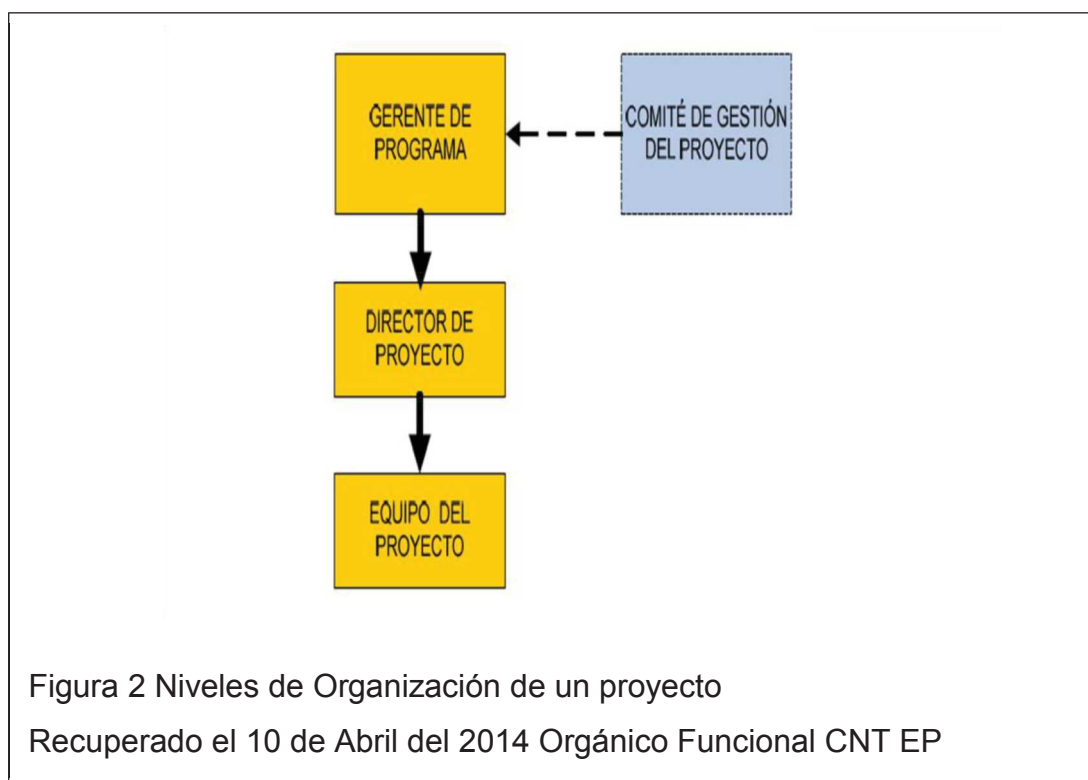 GERENTE DE
PROGRAMA
COMITÉ DE GESTIÓN
DEL PROYECTO
DIRECTOR DE
PROYECTO
EQUIPO DEL
PROYECTO
Figura 2 Niveles de Organización de un proyecto
Recuperado el 10 de Abril del 2014 Orgánico Funcional CNT EP